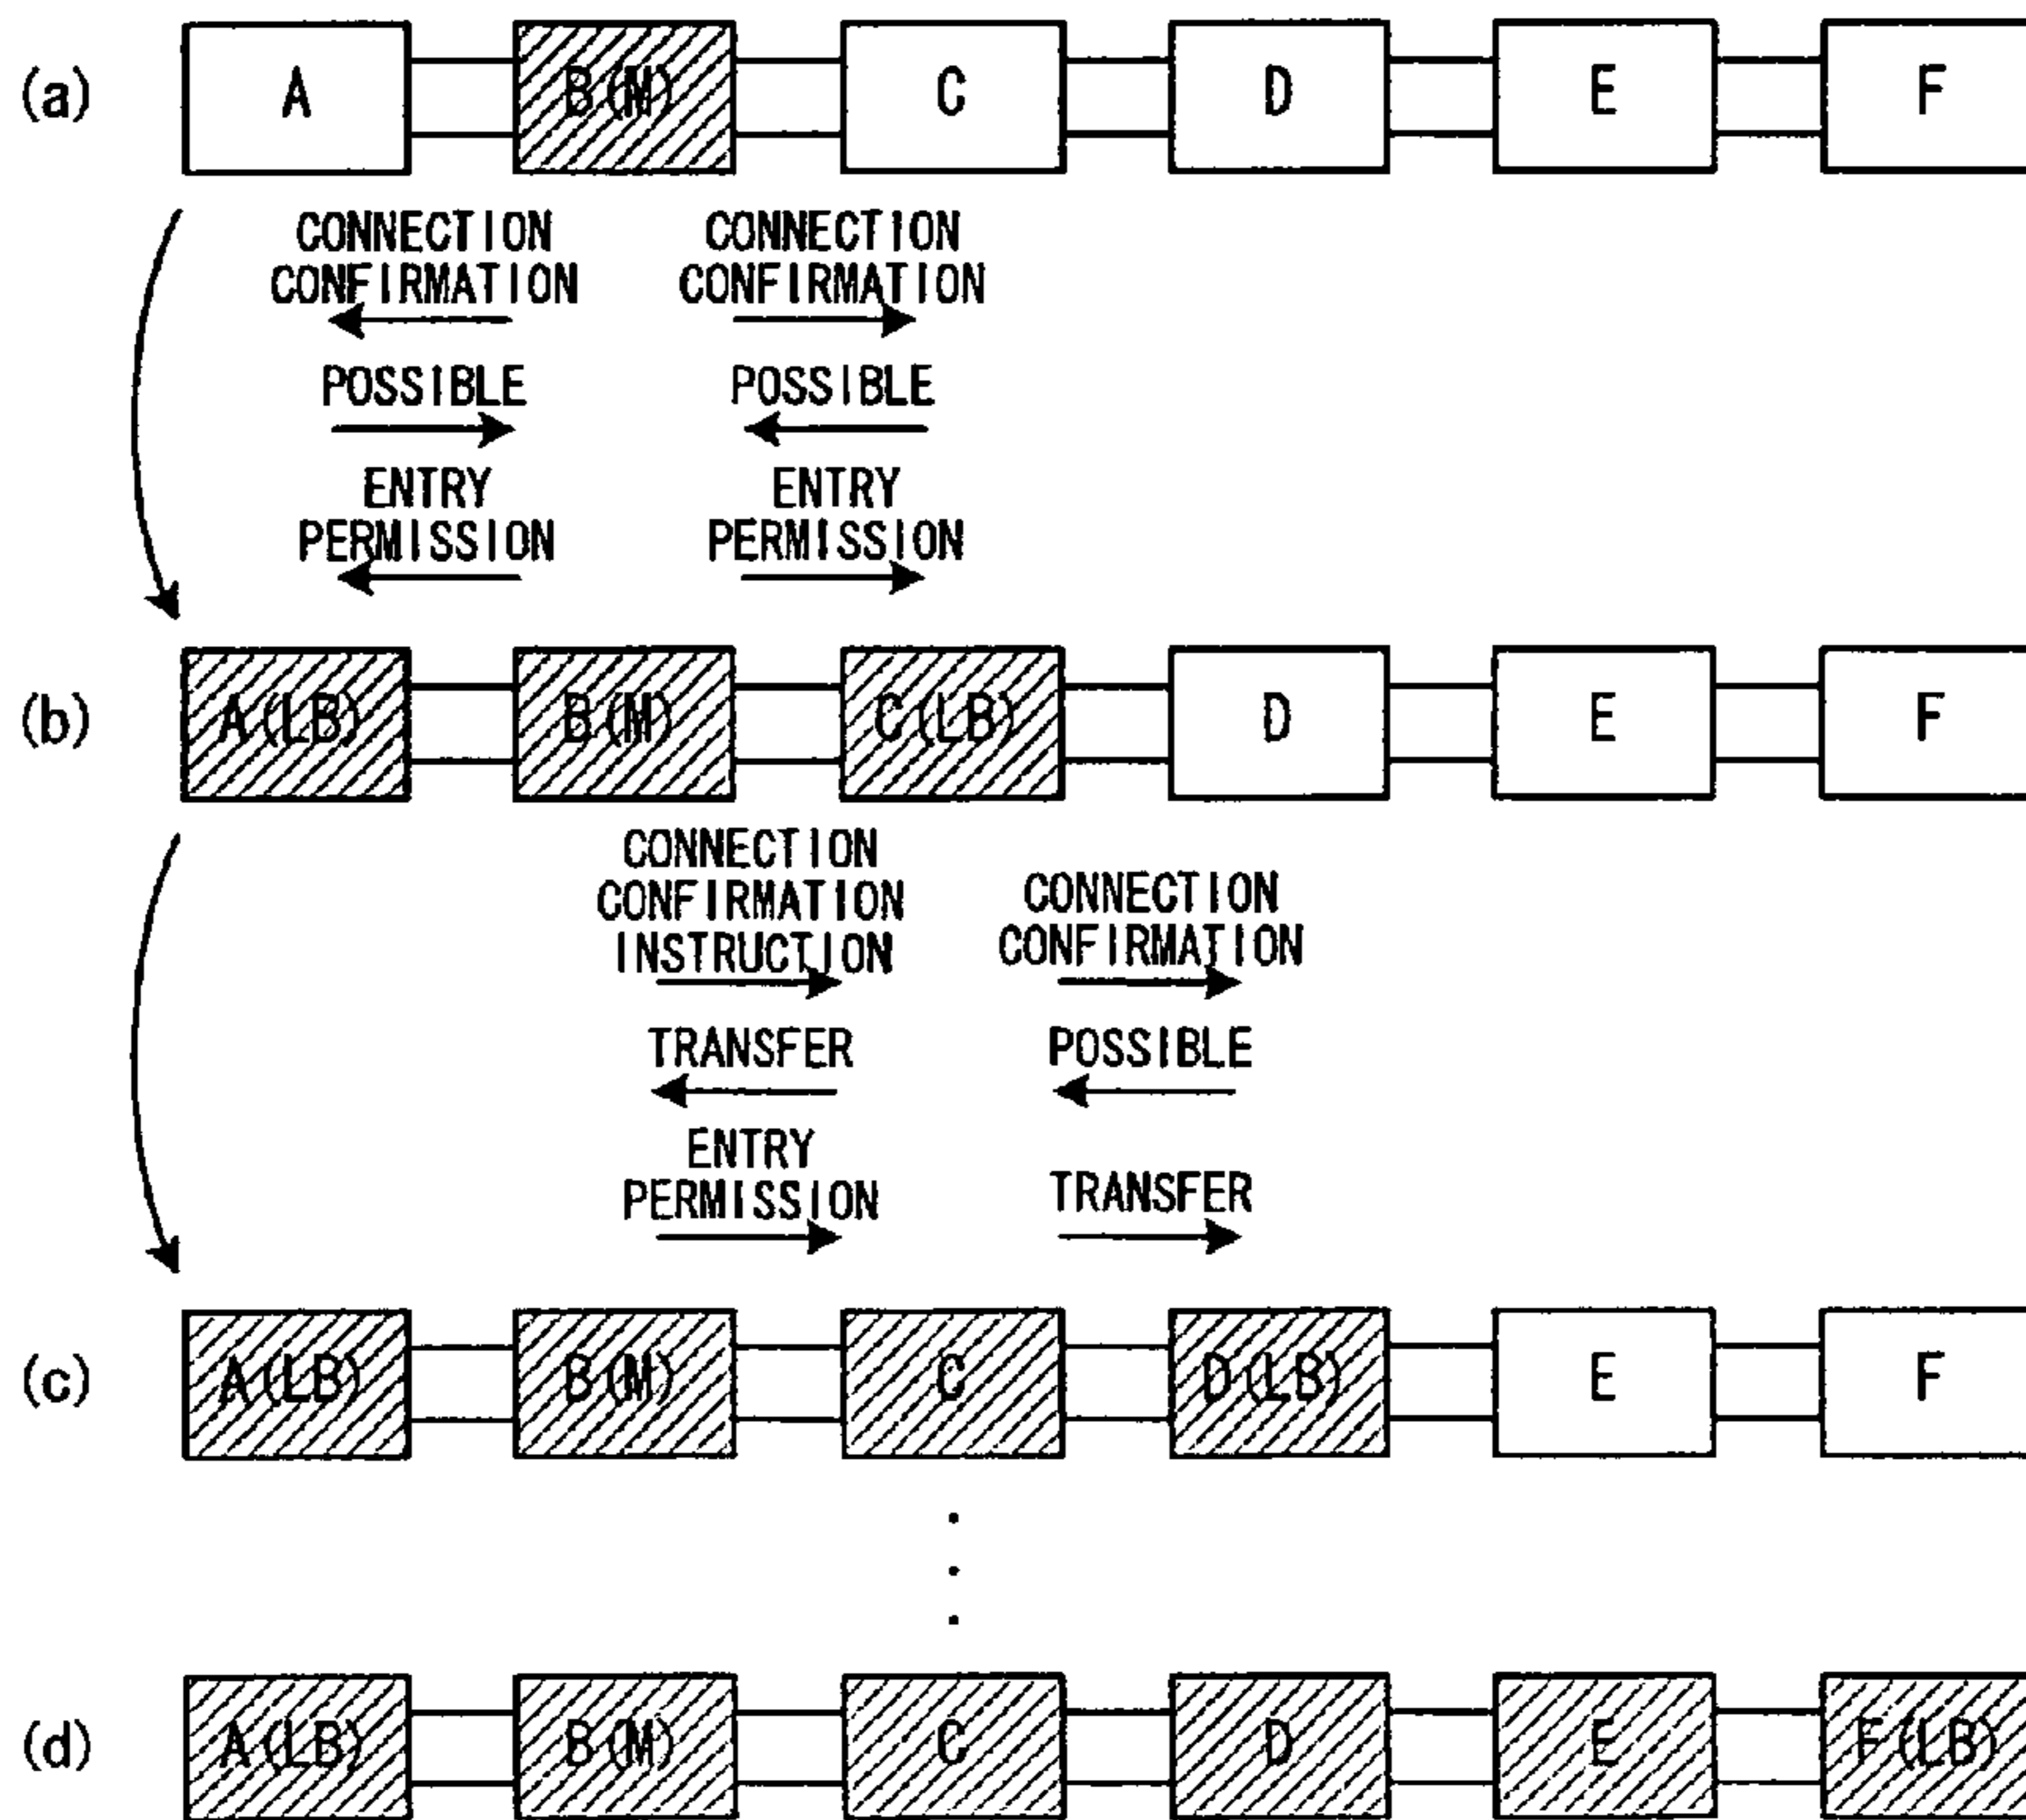 (a) A B(M) C D E F
CONNECTION CONNECTION
CONFIRMATION CONFIRMATION
POSSIBLE POSSIBLE
ENTRY ENTRY
PERMISSION PERMISSION
(b) A(LB) B(M) C(LB) D E F
CONNECTION
CONFIRMATION
INSTRUCTION
CONNECTION
CONFIRMATION
TRANSFER POSSIBLE
ENTRY
PERMISSION
TRANSFER
(c) A(LB) B(M) C D(LB) E F
(d) A(LB) B(M) C D E F(LB)